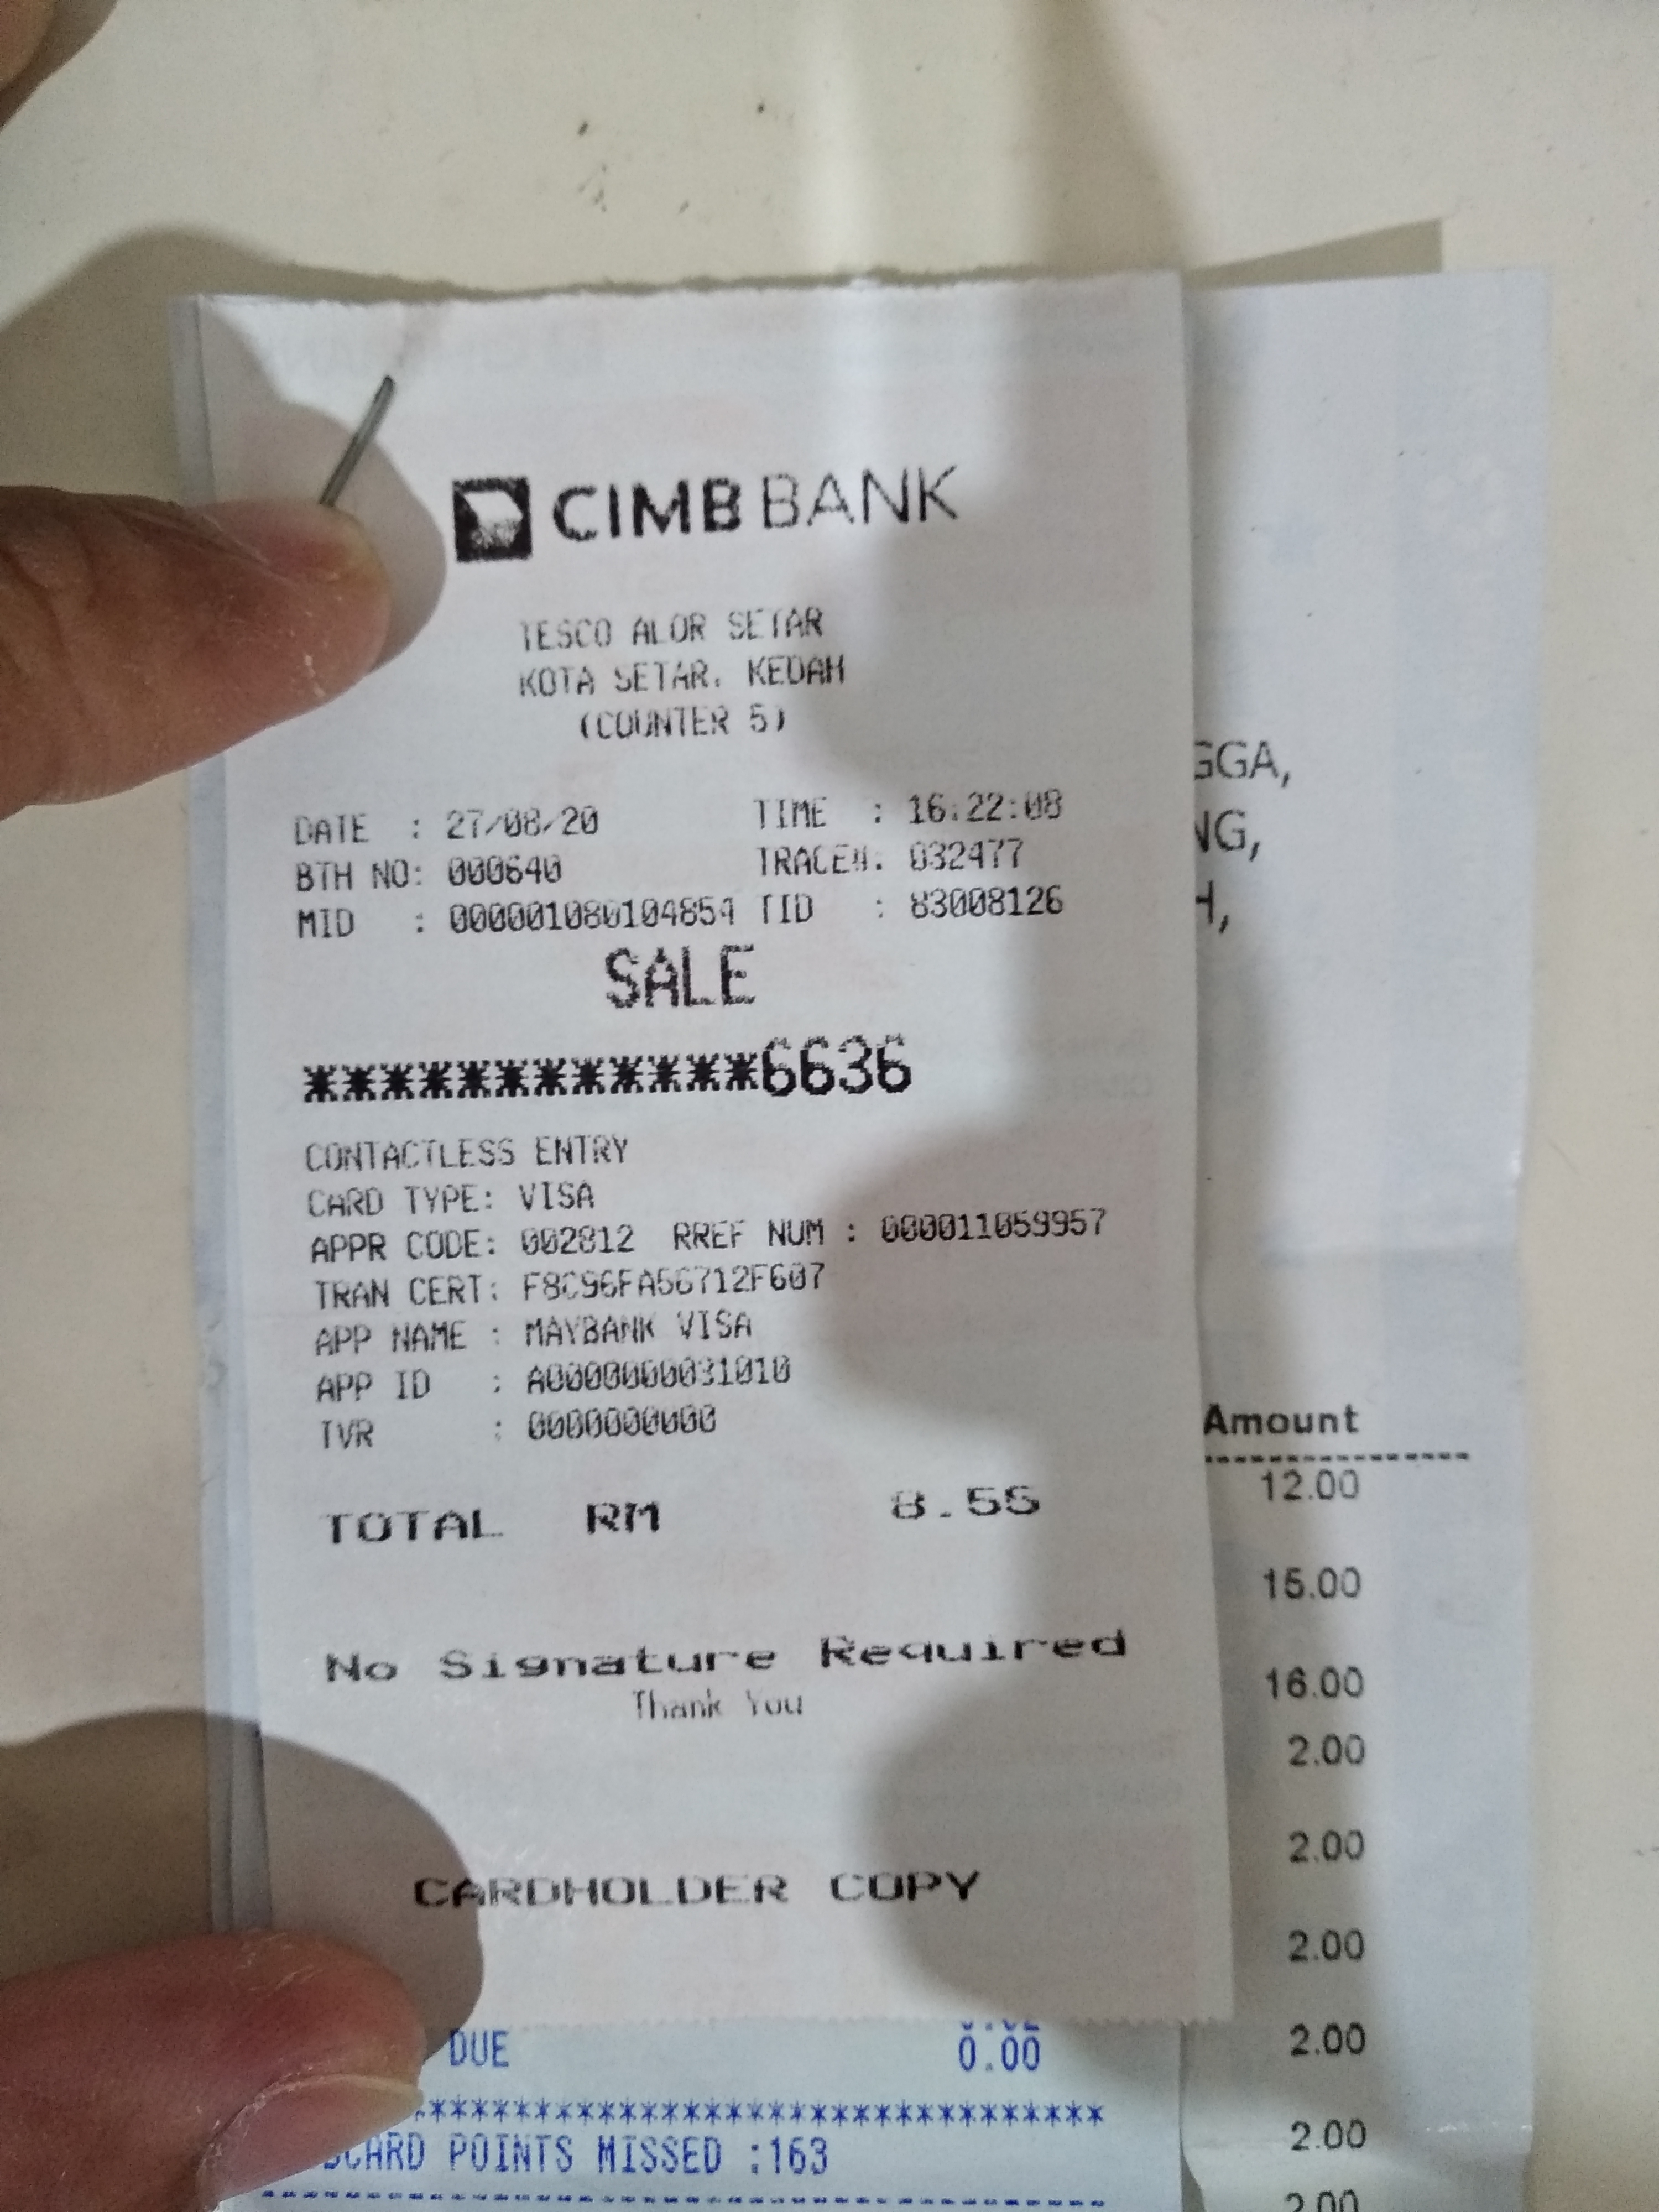 CIMB BANK
TESCO ALOR SETAR
KOTA SETAR, KEDAH
(COUNTER 5)
DATE : 27/08/20 TIME : 16:22:08
BTH NO: 000640 TRACE#: 032477
MID : 000001080104854 TID : 83008126
SALE
************6636
CONTACTLESS ENTRY
CARD TYPE: VISA
APPR CODE: 002812 RREF NUM : 000011059957
TRAN CERT: F8C96FA56712F607
APP NAME : MAYBANK VISA
APP ID : A0000000031010
TVR : 0000000000
TOTAL RM 8.55
No Signature Required
Thank You
CARDHOLDER COPY
DUE 0.00
***********************************
POINTS MISSED :163
GGA,
NG,
H,
Amount
12.00
15.00
16.00
2.00
2.00
2.00
2.00
2.00
2.00